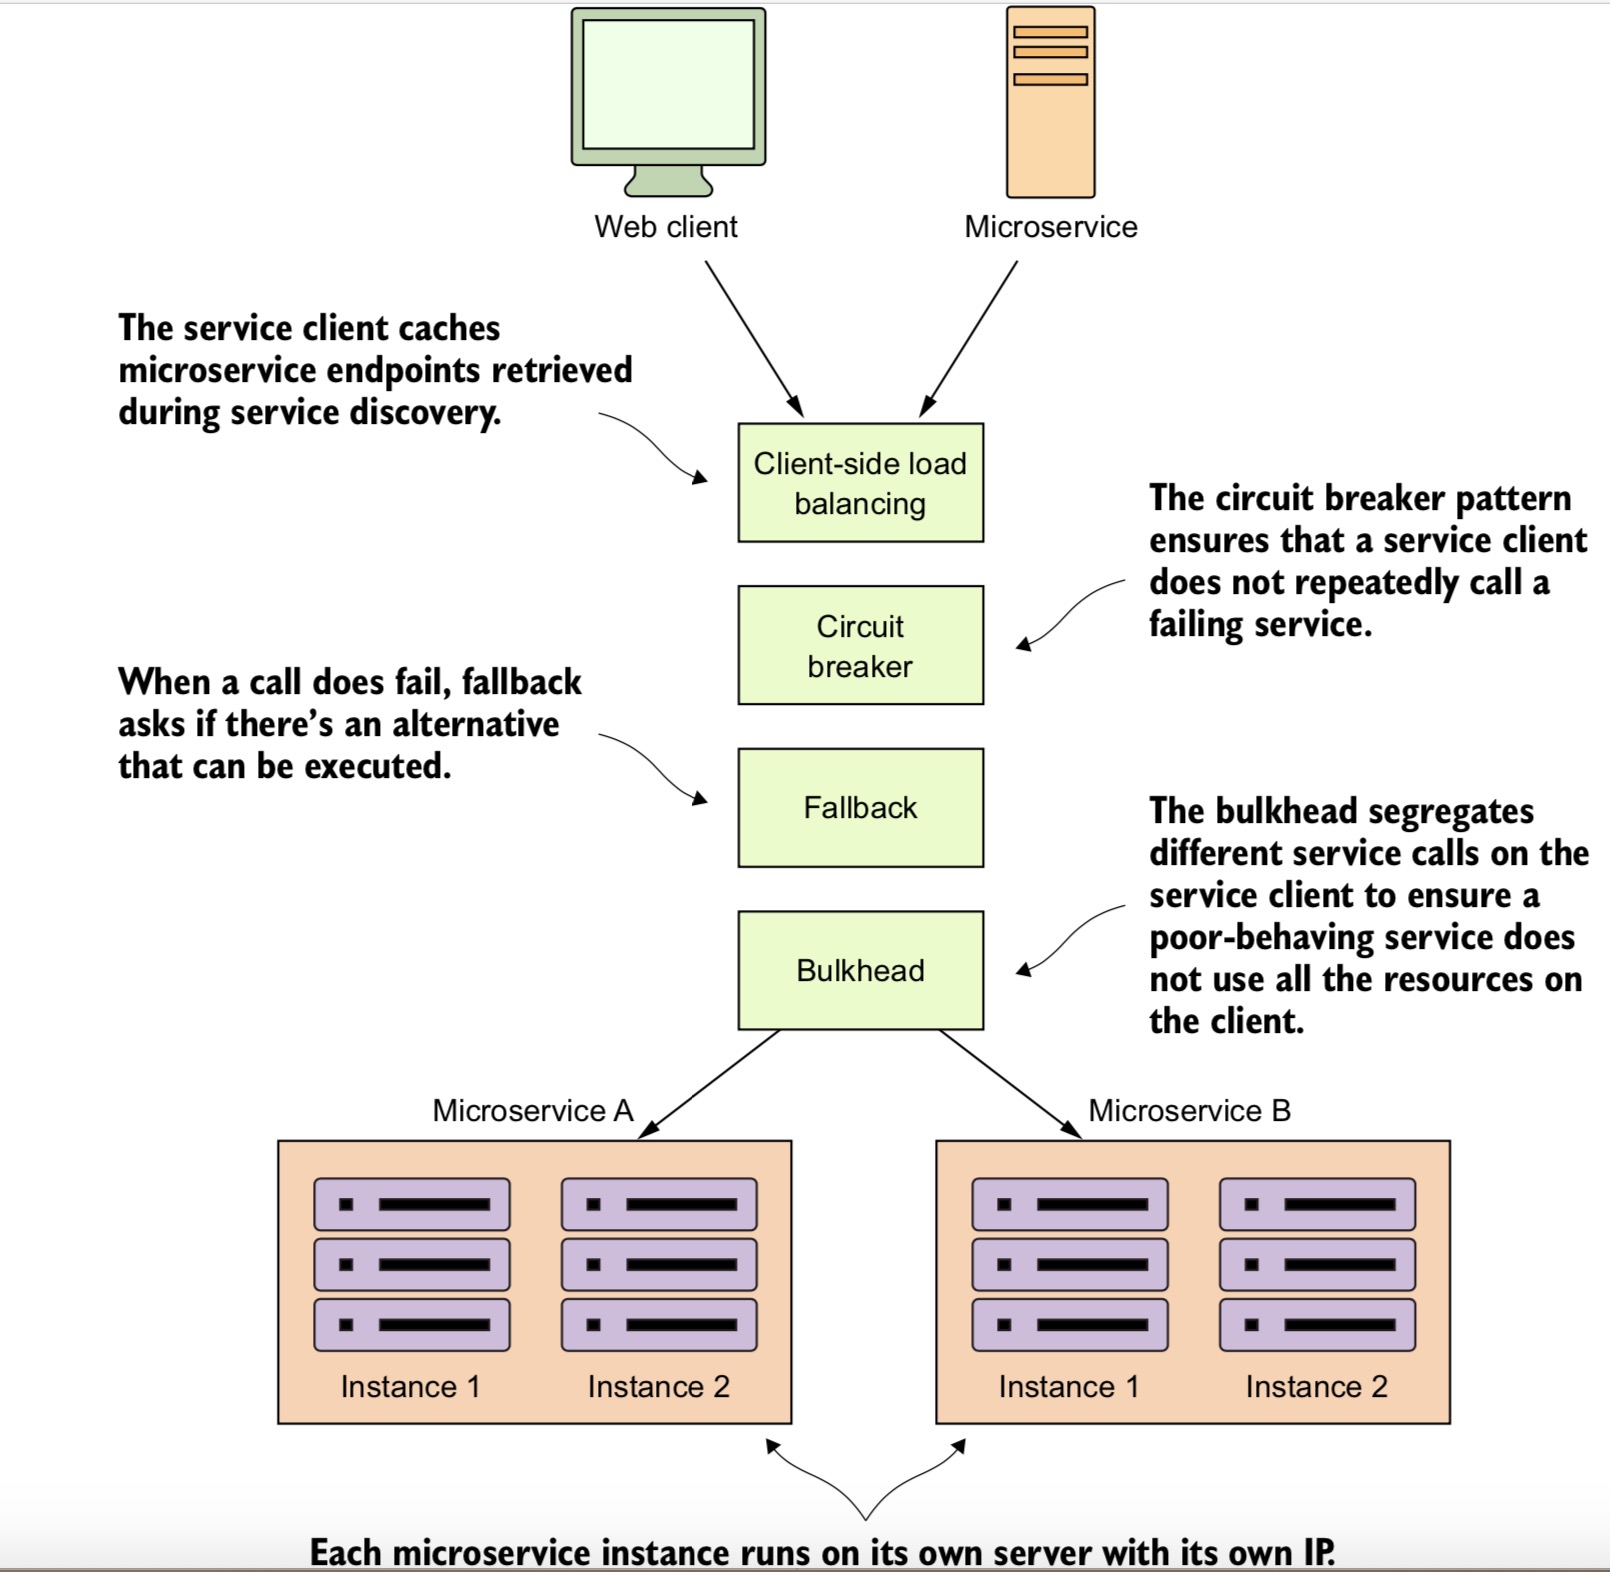 Web client
Microservice
The service client caches
microservice endpoints retrieved
during service discovery.
Client-side load
balancing
The circuit breaker pattern
ensures that a service client
does not repeatedly call a
failing service.
Circuit
breaker
When a call does fail, fallback
asks if there’s an alternative
that can be executed.
Fallback
The bulkhead segregates
different service calls on the
service client to ensure a
poor-behaving service does
not use all the resources on
the client.
Bulkhead
Microservice A
Microservice B
Instance 1
Instance 2
Instance 1
Instance 2
Each microservice instance runs on its own server with its own IP.